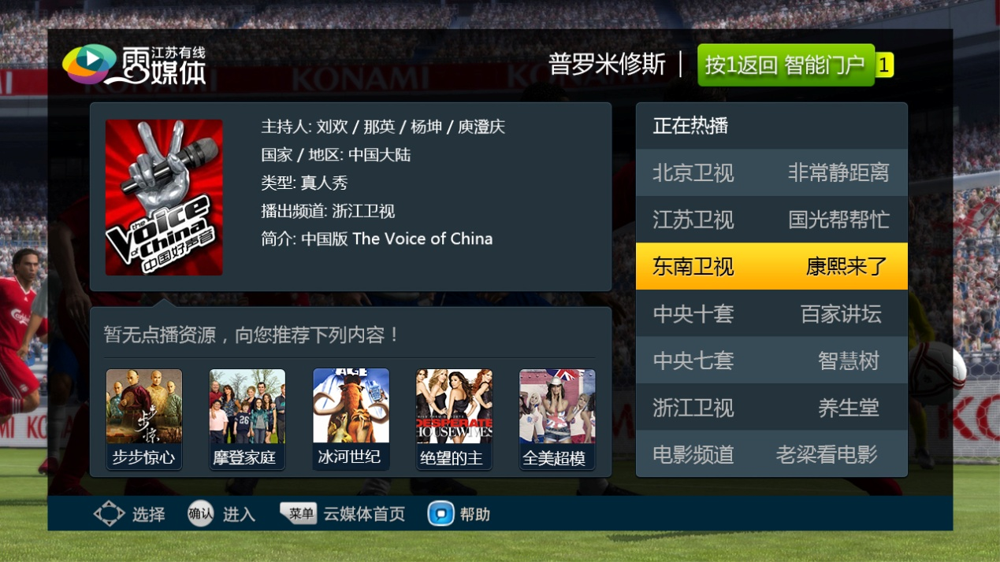 江苏有线
云媒体
普罗米修斯
按1返回 智能门户 1
KONAMI
主持人: 刘欢 / 那英 / 杨坤 / 庾澄庆
国家 / 地区: 中国大陆
类型: 真人秀
播出频道: 浙江卫视
简介: 中国版 The Voice of China
the Voice of China
中国好声音
暂无点播资源，向您推荐下列内容！
步步惊心
AGE
DESPERATE
HOUSEWIVES
步步惊心
摩登家庭
冰河世纪
绝望的主
全美超模
正在热播
北京卫视 非常静距离
江苏卫视 国光帮帮忙
东南卫视 康熙来了
中央十套 百家讲坛
中央七套 智慧树
浙江卫视 养生堂
电影频道 老梁看电影
选择
确认 进入
菜单 云媒体首页
帮助